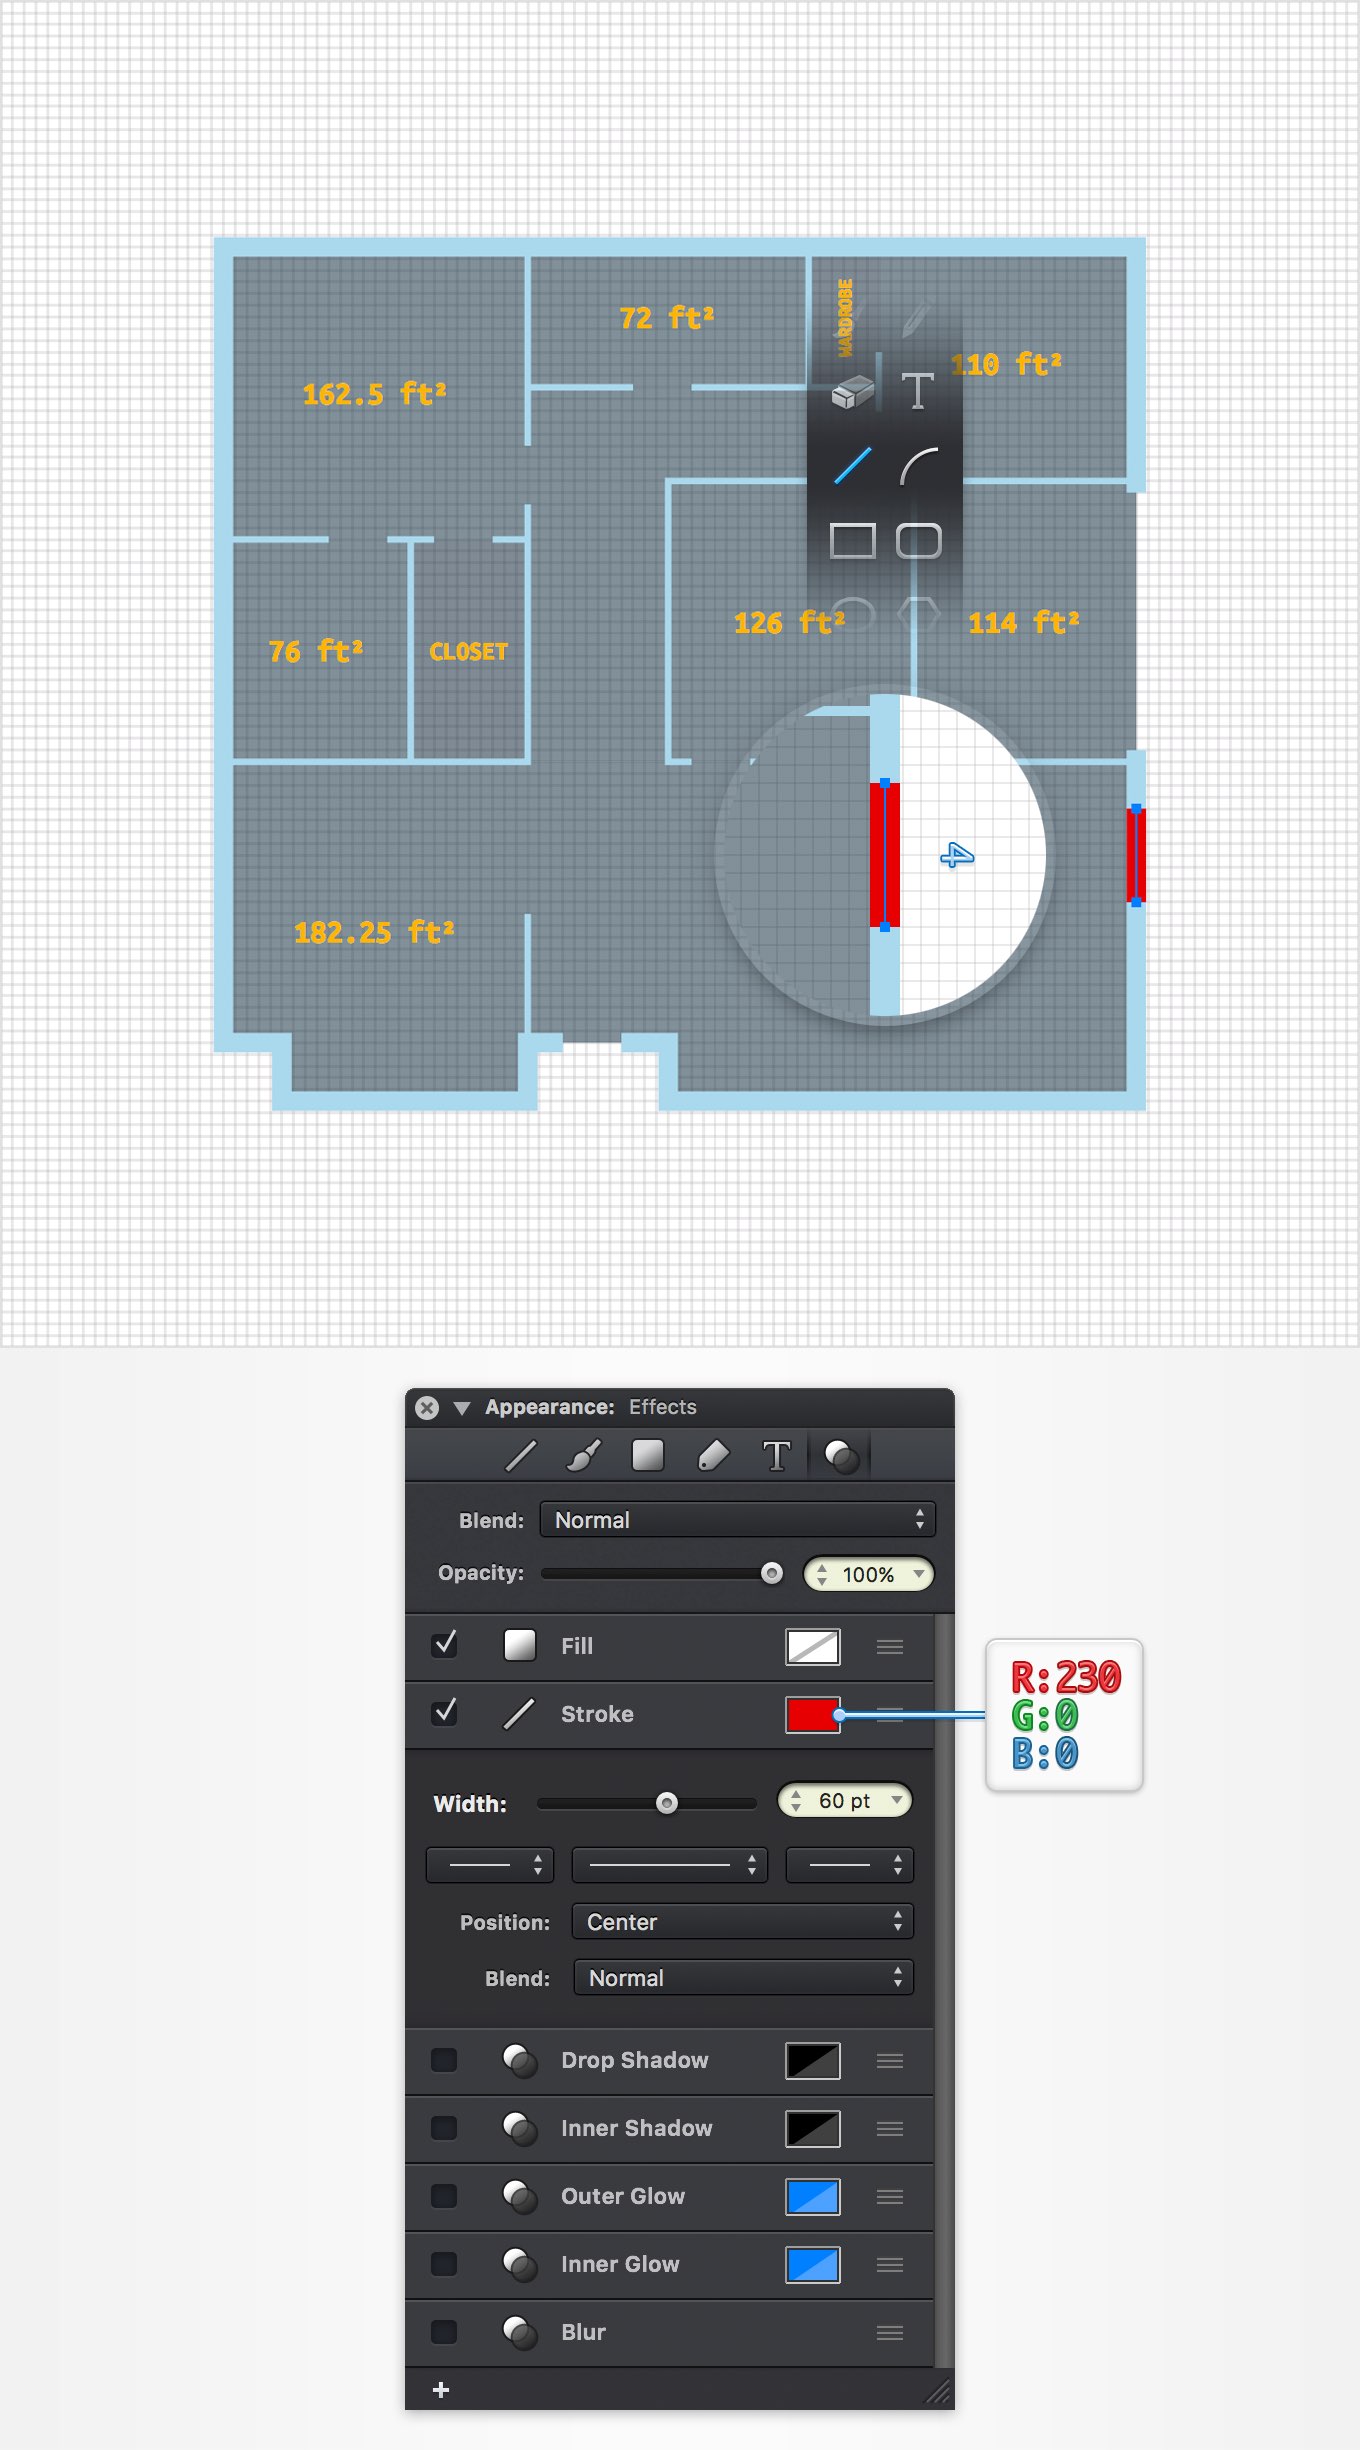 WARDROBE
72 ft²
110 ft²
162.5 ft²
T
126 ft²
114 ft²
76 ft²
CLOSET
4
182.25 ft²
Appearance: Effects
T
Blend: Normal
Opacity: 100%
Fill
Stroke
R:230
G:0
B:0
Width: 60 pt
Position: Center
Blend: Normal
Drop Shadow
Inner Shadow
Outer Glow
Inner Glow
Blur
+